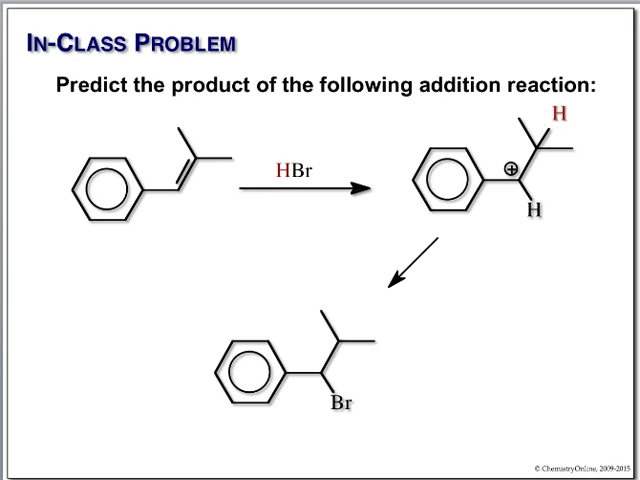 IN-CLASS PROBLEM
Predict the product of the following addition reaction:
H
HBr
⊕
H
Br
© ChemistryOnline, 2009-2015